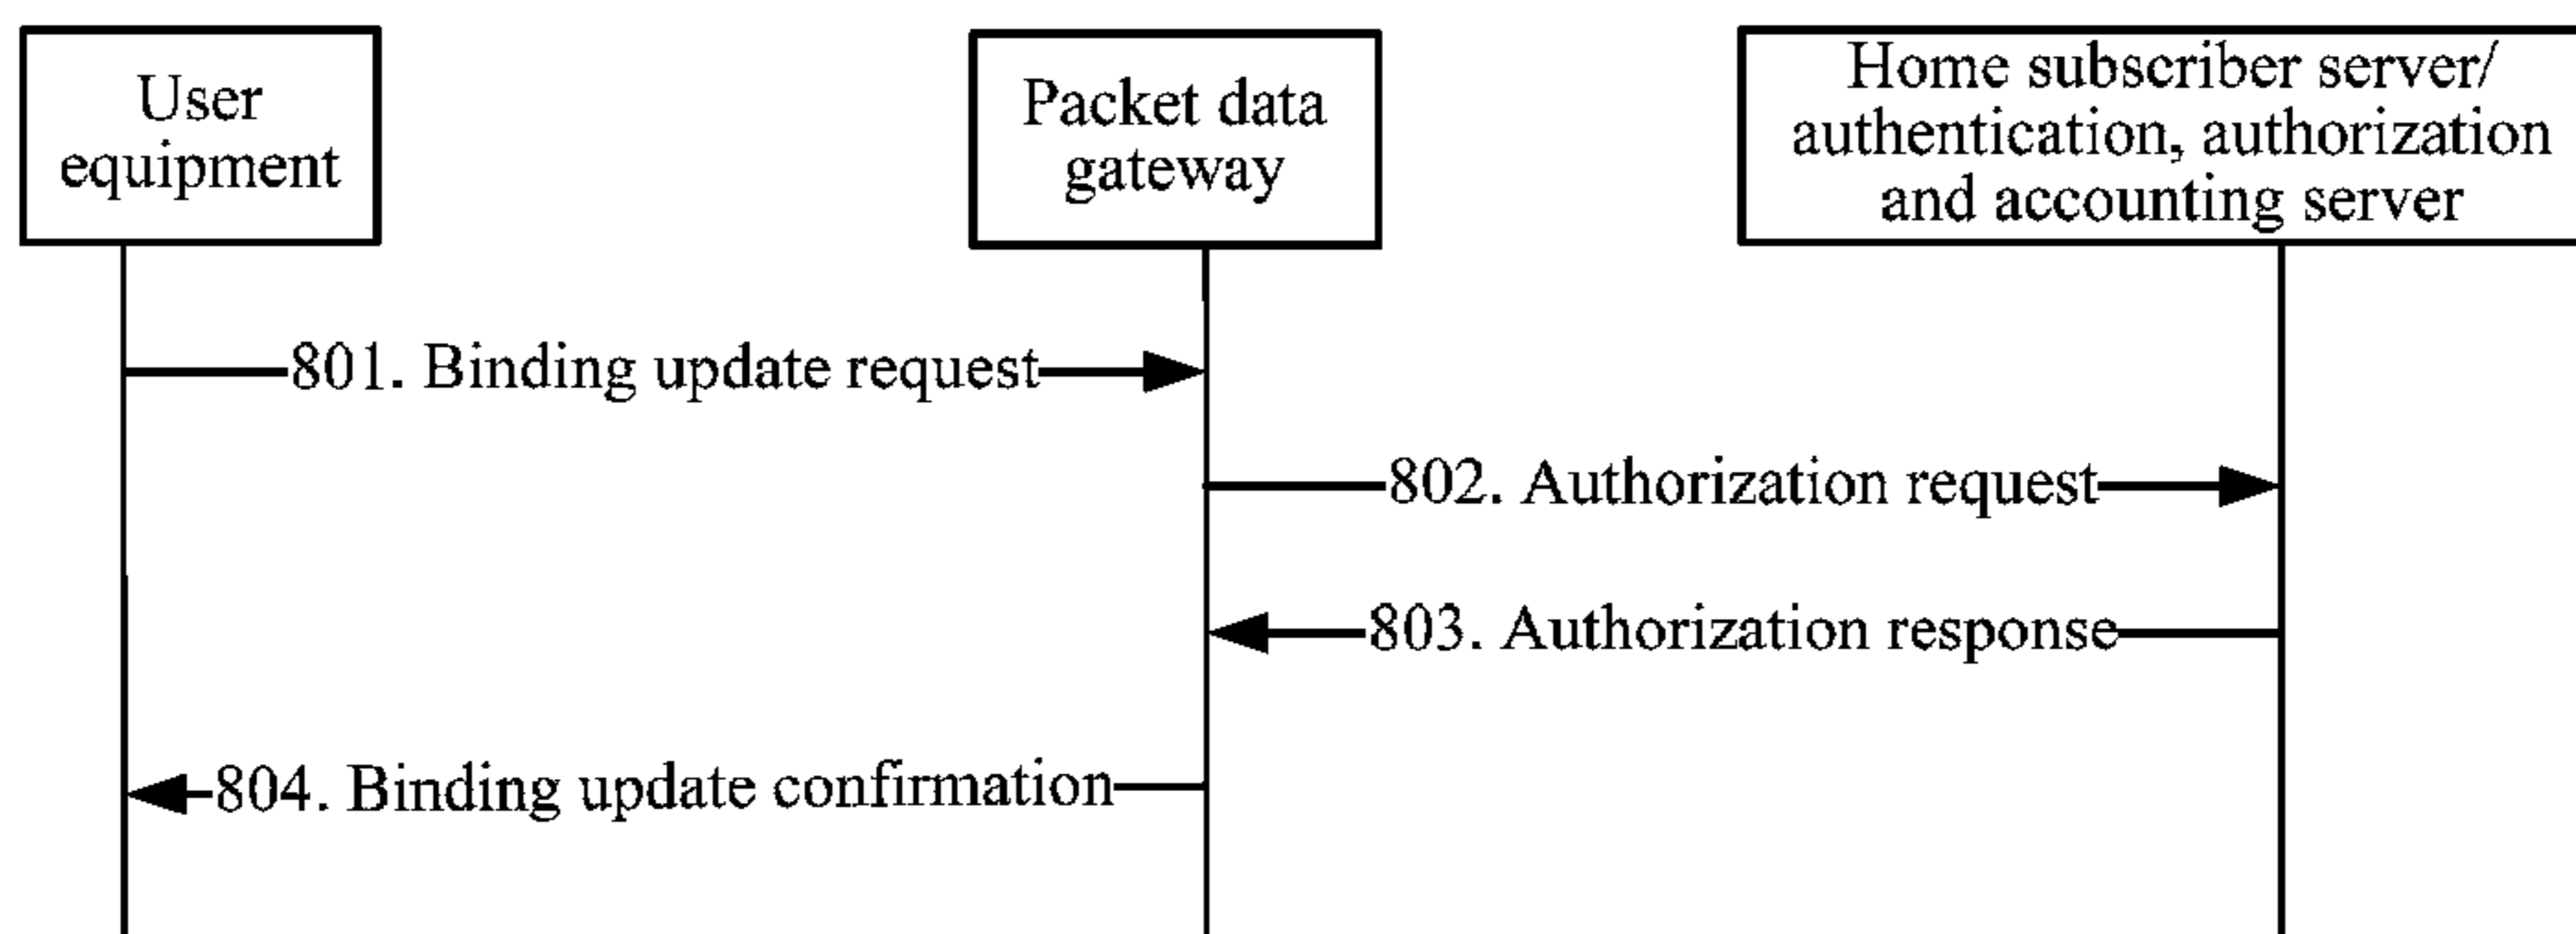 User
equipment
Packet data
gateway
Home subscriber server/
authentication, authorization
and accounting server
801. Binding update request
802. Authorization request
803. Authorization response
804. Binding update confirmation